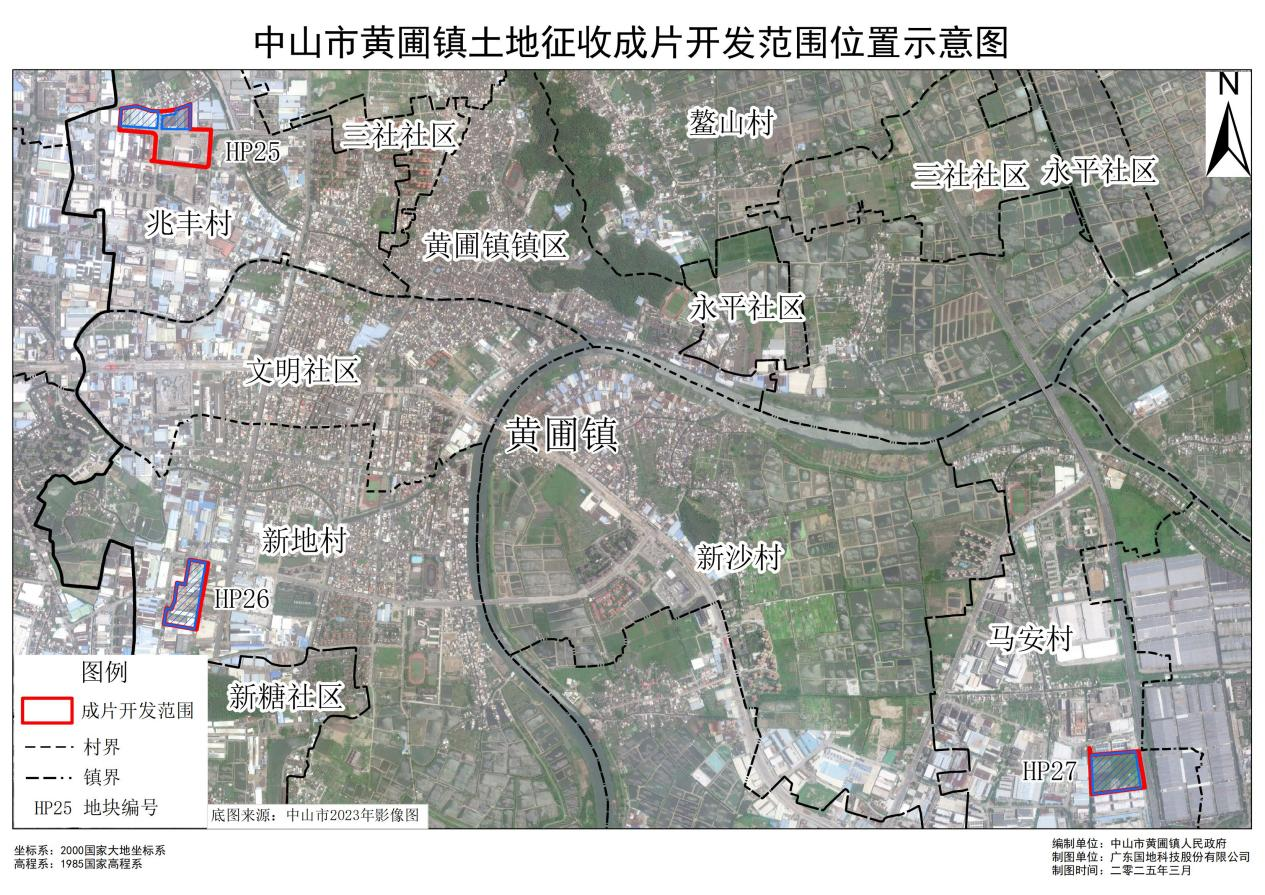 中山市黄圃镇土地征收成片开发范围位置示意图
N
三社社区
鳌山村
HP25
三社社区
永平社区
兆丰村
黄圃镇镇区
永平社区
文明社区
黄圃镇
新地村
新沙村
HP26
马安村
新糖社区
HP27
图例
成片开发范围
村界
镇界
HP25 地块编号
底图来源：中山市2023年影像图
坐标系：2000国家大地坐标系
高程系：1985国家高程系
编制单位：中山市黄圃镇人民政府
制图单位：广东国地科技股份有限公司
制图时间：二零二五年三月